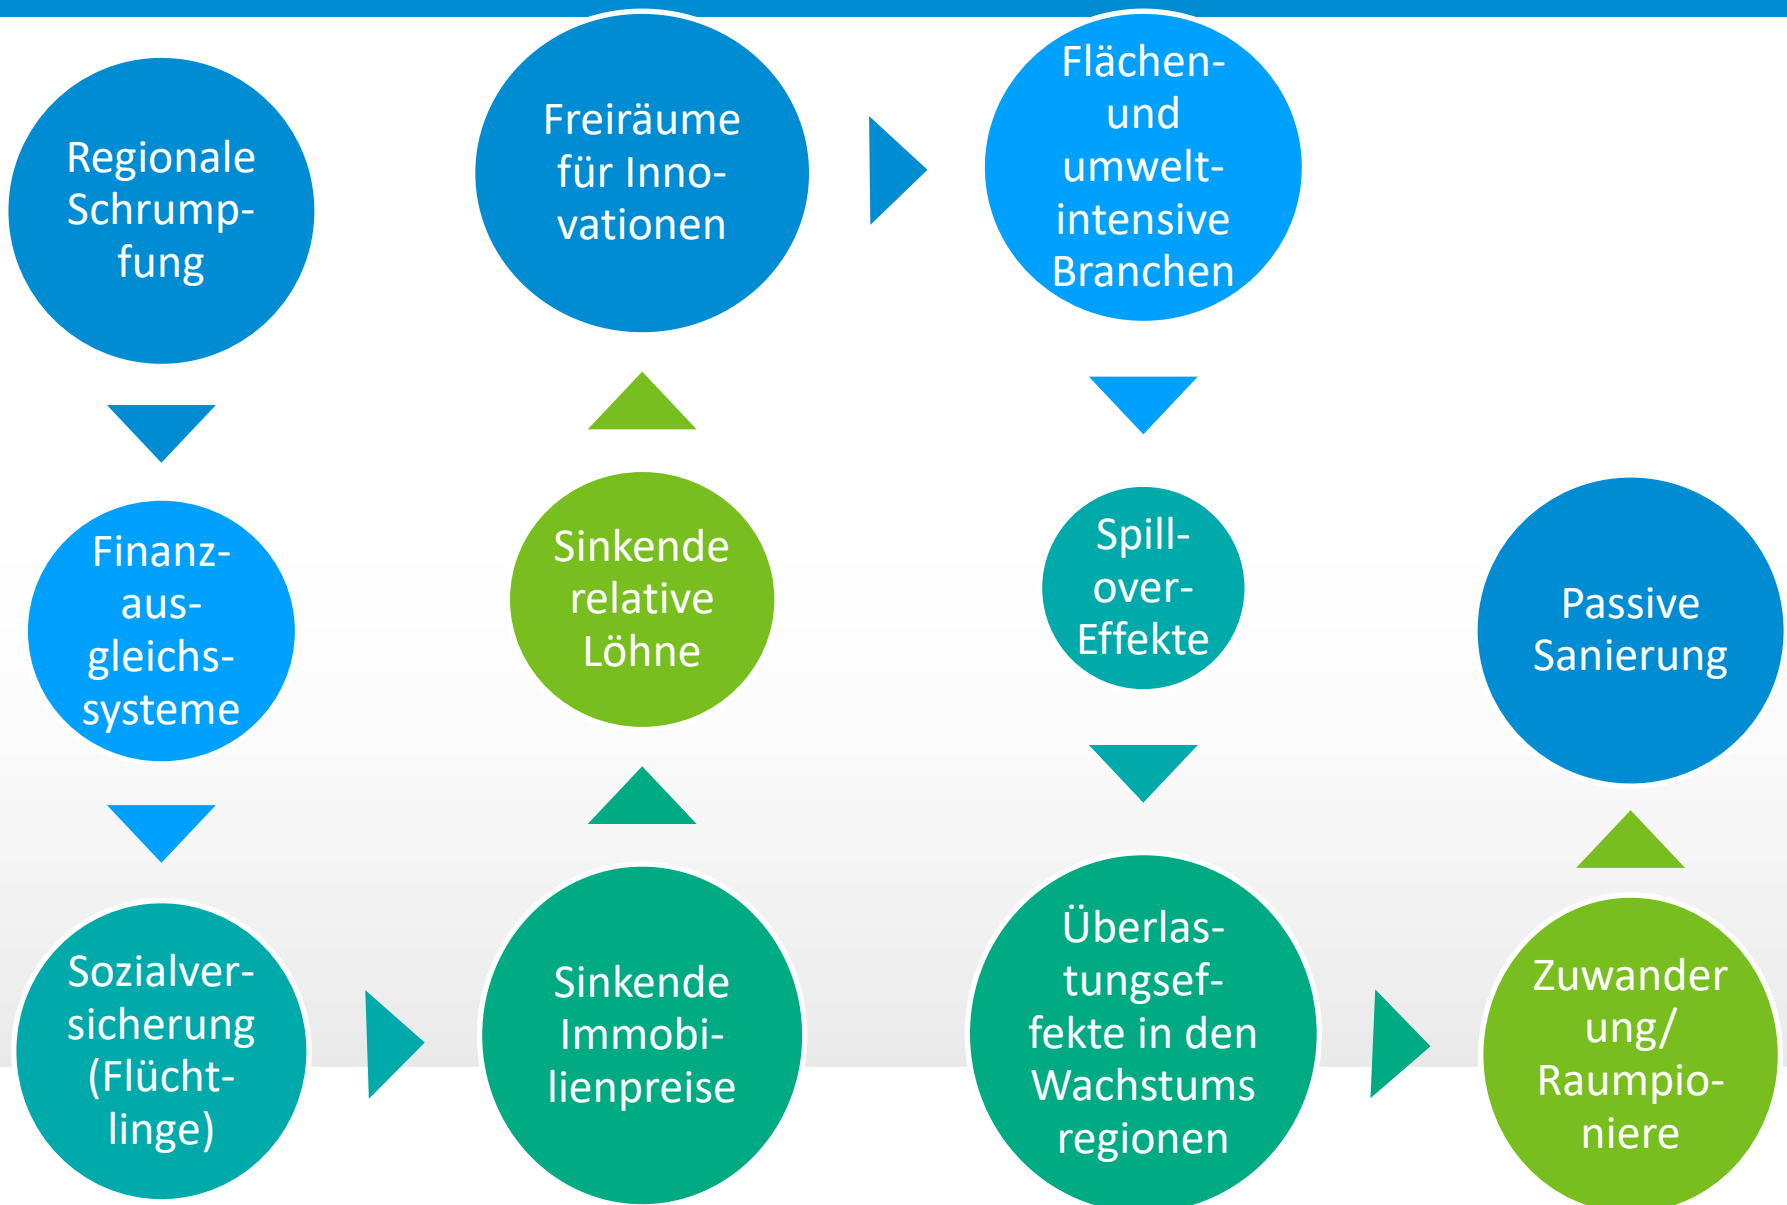 Regionale
Schrump-
fung
Finanz-
aus-
gleichs-
systeme
Sozialver-
sicherung
(Flücht-
linge)
Sinkende
Immobi-
lienpreise
Sinkende
relative
Löhne
Freiräume
für Inno-
vationen
Flächen-
und
umwelt-
intensive
Branchen
Spill-
over-
Effekte
Überlas-
tungsef-
fekte in den
Wachstums
regionen
Zuwander
ung/
Raumpio-
niere
Passive
Sanierung